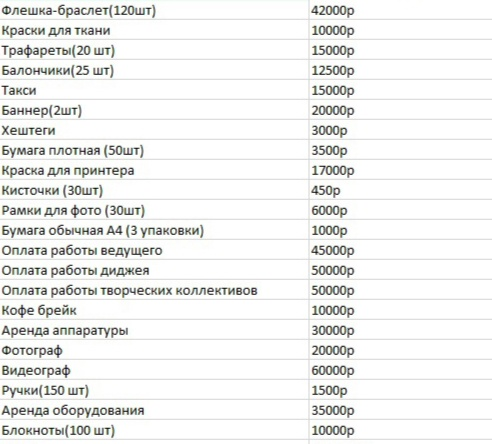 Флешка-браслет(120шт) 42000р
Краски для ткани 10000р
Трафареты(20 шт) 15000р
Балончики(25 шт) 12500р
Такси 15000р
Баннер(2шт) 20000р
Хештеги 3000р
Бумага плотная (50шт) 3500р
Краска для принтера 17000р
Кисточки (30шт) 450р
Рамки для фото (30шт) 6000р
Бумага обычная А4 (3 упаковки) 1000р
Оплата работы ведущего 45000р
Оплата работы диджея 50000р
Оплата работы творческих коллективов 50000р
Кофе брейк 10000р
Аренда аппаратуры 30000р
Фотограф 20000р
Видеограф 60000р
Ручки(150 шт) 1500р
Аренда оборудования 35000р
Блокноты(100 шт) 10000р